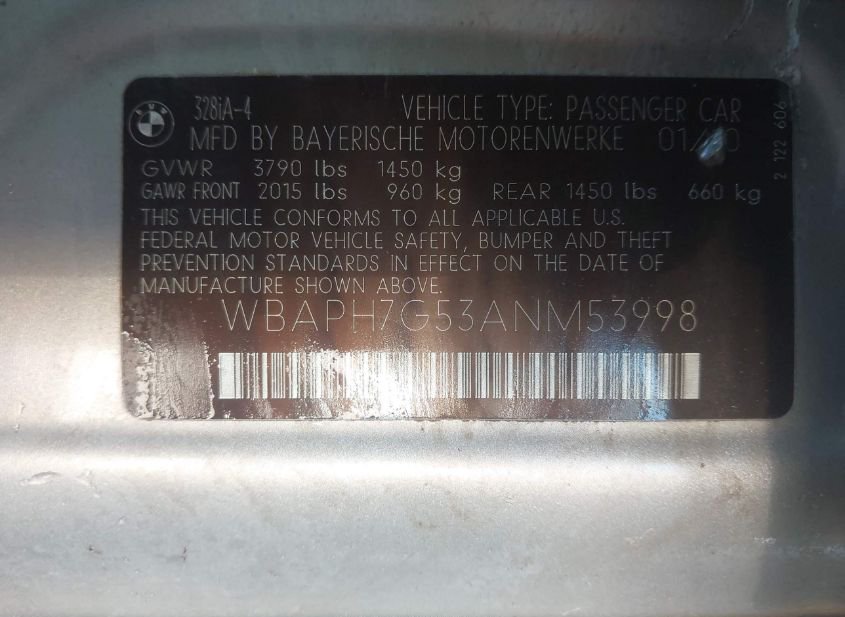 BMW
328iA-4 VEHICLE TYPE: PASSENGER CAR
MFD BY BAYERISCHE MOTORENWERKE
GVWR 3790 lbs 1450 kg
GAWR FRONT 2015 lbs 960 kg REAR 1450 lbs 660 kg
THIS VEHICLE CONFORMS TO ALL APPLICABLE U.S.
FEDERAL MOTOR VEHICLE SAFETY, BUMPER AND THEFT
PREVENTION STANDARDS IN EFFECT ON THE DATE OF
MANUFACTURE SHOWN ABOVE.
WBAPH7G53ANM53998
2 122 606